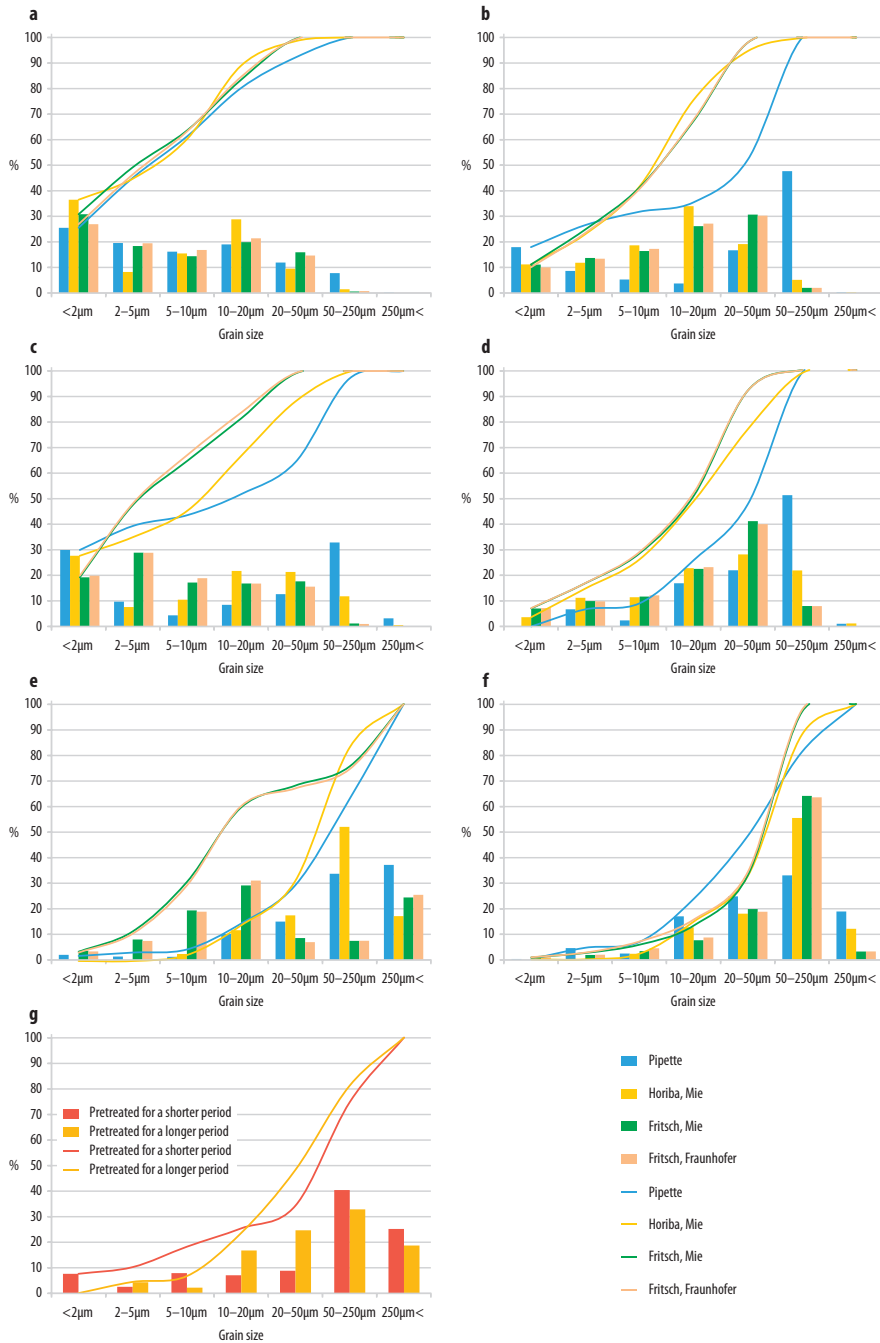 a
b
100
90
80
70
60
50
40
30
20
10
0
%
<2µm 2–5µm 5–10µm 10–20µm 20–50µm 50–250µm 250µm<
Grain size
100
90
80
70
60
50
40
30
20
10
0
%
<2µm 2–5µm 5–10µm 10–20µm 20–50µm 50–250µm 250µm<
Grain size
c
d
100
90
80
70
60
50
40
30
20
10
0
%
<2µm 2–5µm 5–10µm 10–20µm 20–50µm 50–250µm 250µm<
Grain size
100
90
80
70
60
50
40
30
20
10
0
%
<2µm 2–5µm 5–10µm 10–20µm 20–50µm 50–250µm 250µm<
Grain size
e
f
100
90
80
70
60
50
40
30
20
10
0
%
<2µm 2–5µm 5–10µm 10–20µm 20–50µm 50–250µm 250µm<
Grain size
100
90
80
70
60
50
40
30
20
10
0
%
<2µm 2–5µm 5–10µm 10–20µm 20–50µm 50–250µm 250µm<
Grain size
g
100
90
80
70
60
50
40
30
20
10
0
%
Pretreated for a shorter period
Pretreated for a longer period
Pretreated for a shorter period
Pretreated for a longer period
<2µm 2–5µm 5–10µm 10–20µm 20–50µm 50–250µm 250µm<
Grain size
Pipette
Horiba, Mie
Fritsch, Mie
Fritsch, Fraunhofer
Pipette
Horiba, Mie
Fritsch, Mie
Fritsch, Fraunhofer